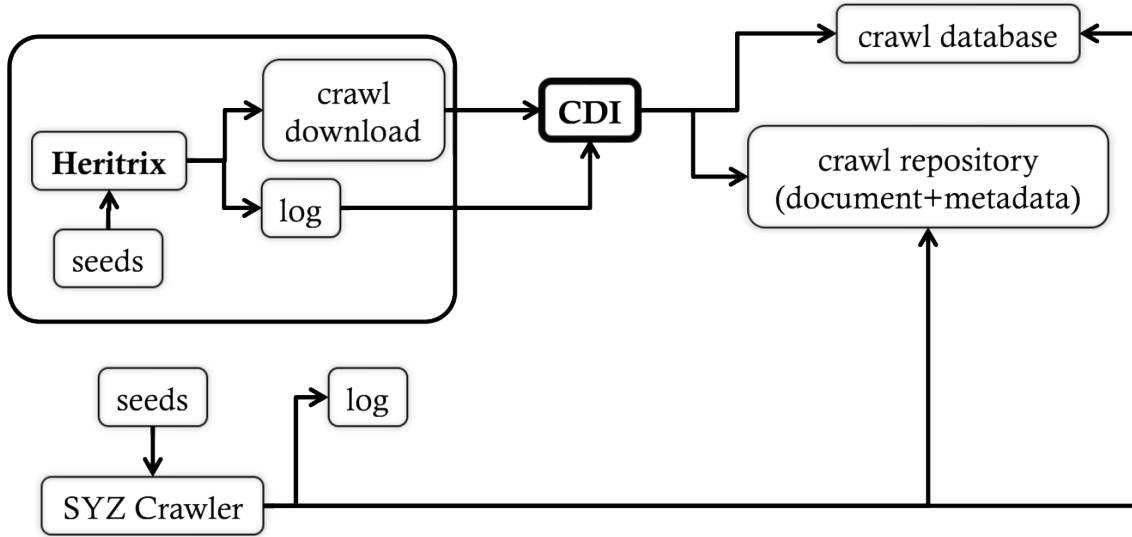 crawl database
crawl
download
CDI
Heritrix
crawl repository
(document+metadata)
log
seeds
seeds
log
SYZ Crawler